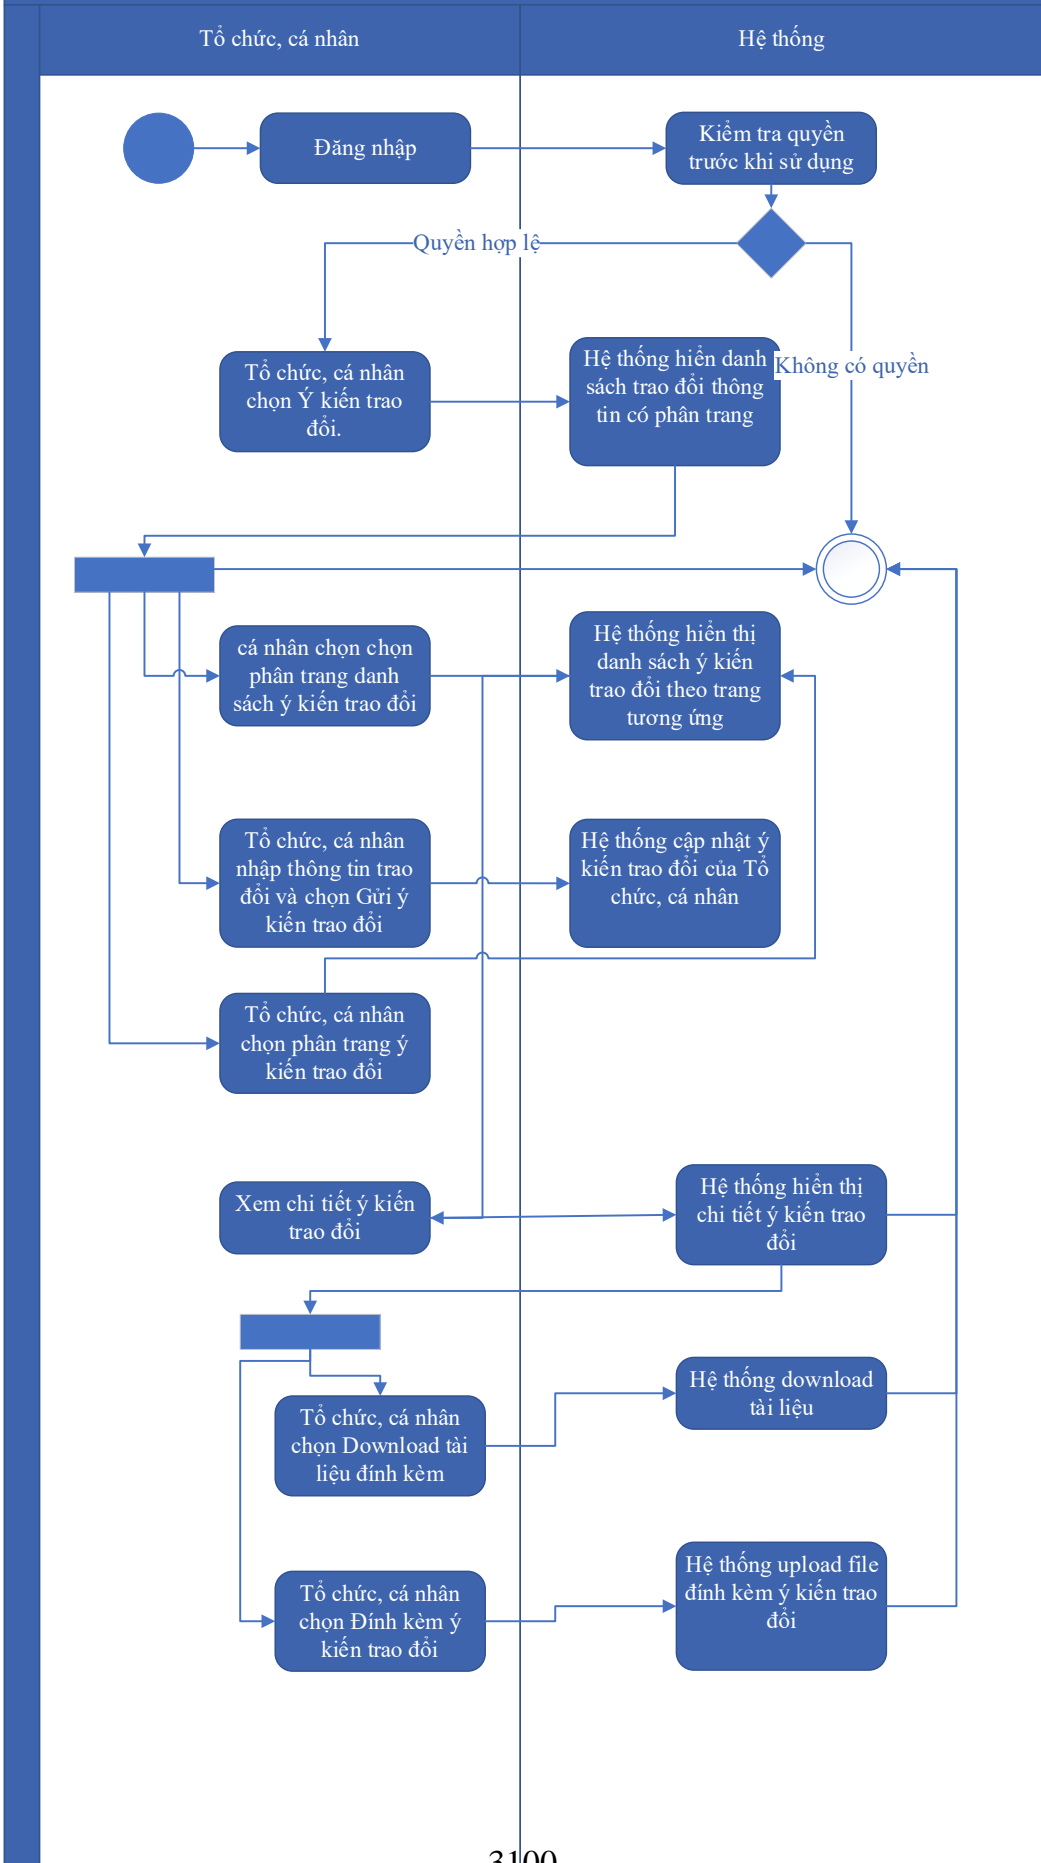 Tổ chức, cá nhân
Hệ thống
Đăng nhập
Kiểm tra quyền
trước khi sử dụng
Quyền hợp lệ
Tổ chức, cá nhân
chọn Ý kiến trao
đổi.
Hệ thống hiển danh
sách trao đổi thông
tin có phân trang
Không có quyền
cá nhân chọn chọn
phân trang danh
sách ý kiến trao đổi
Hệ thống hiển thị
danh sách ý kiến
trao đổi theo trang
tương ứng
Tổ chức, cá nhân
nhập thông tin trao
đổi và chọn Gửi ý
kiến trao đổi
Hệ thống cập nhật ý
kiến trao đổi của Tổ
chức, cá nhân
Tổ chức, cá nhân
chọn phân trang ý
kiến trao đổi
Xem chi tiết ý kiến
trao đổi
Hệ thống hiển thị
chi tiết ý kiến trao
đổi
Tổ chức, cá nhân
chọn Download tài
liệu đính kèm
Hệ thống download
tài liệu
Tổ chức, cá nhân
chọn Đính kèm ý
kiến trao đổi
Hệ thống upload file
đính kèm ý kiến trao
đổi
3100